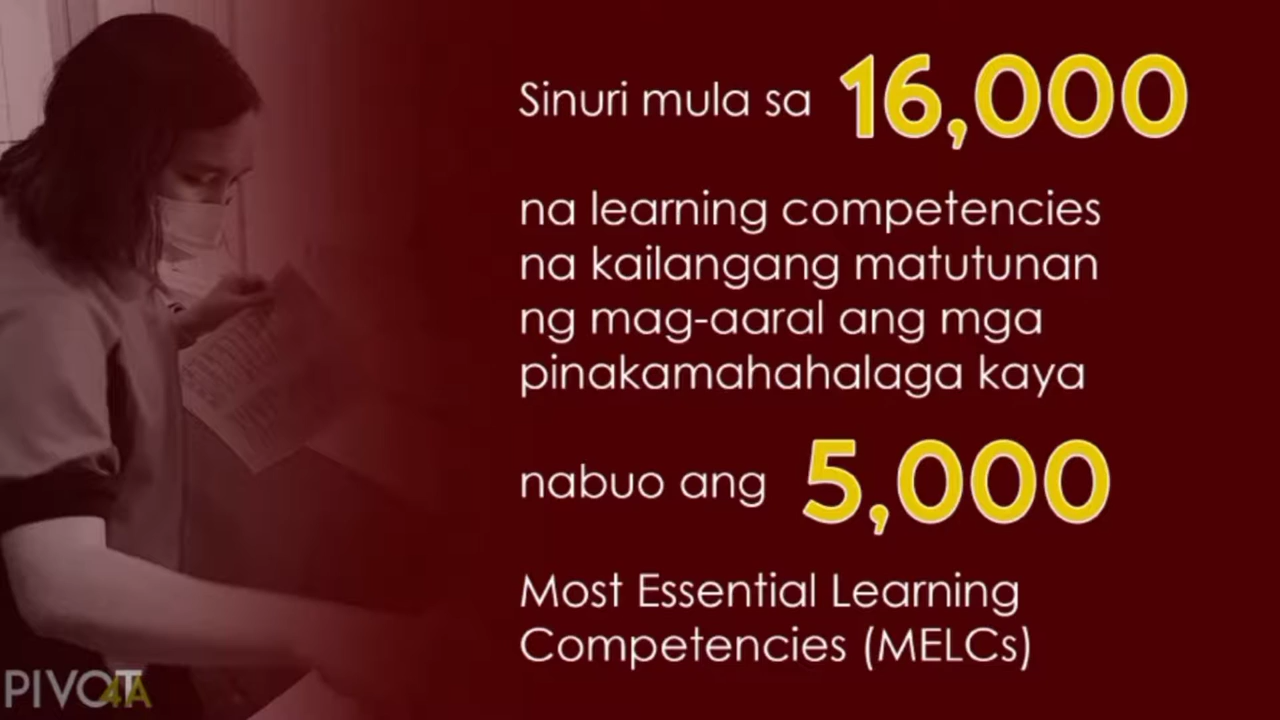 Sinuri mula sa 16,000
na learning competencies
na kailangang matutunan
ng mag-aaral ang mga
pinakamahahalaga kaya
nabuo ang 5,000
Most Essential Learning
Competencies (MELCs)
PIVOT 4A